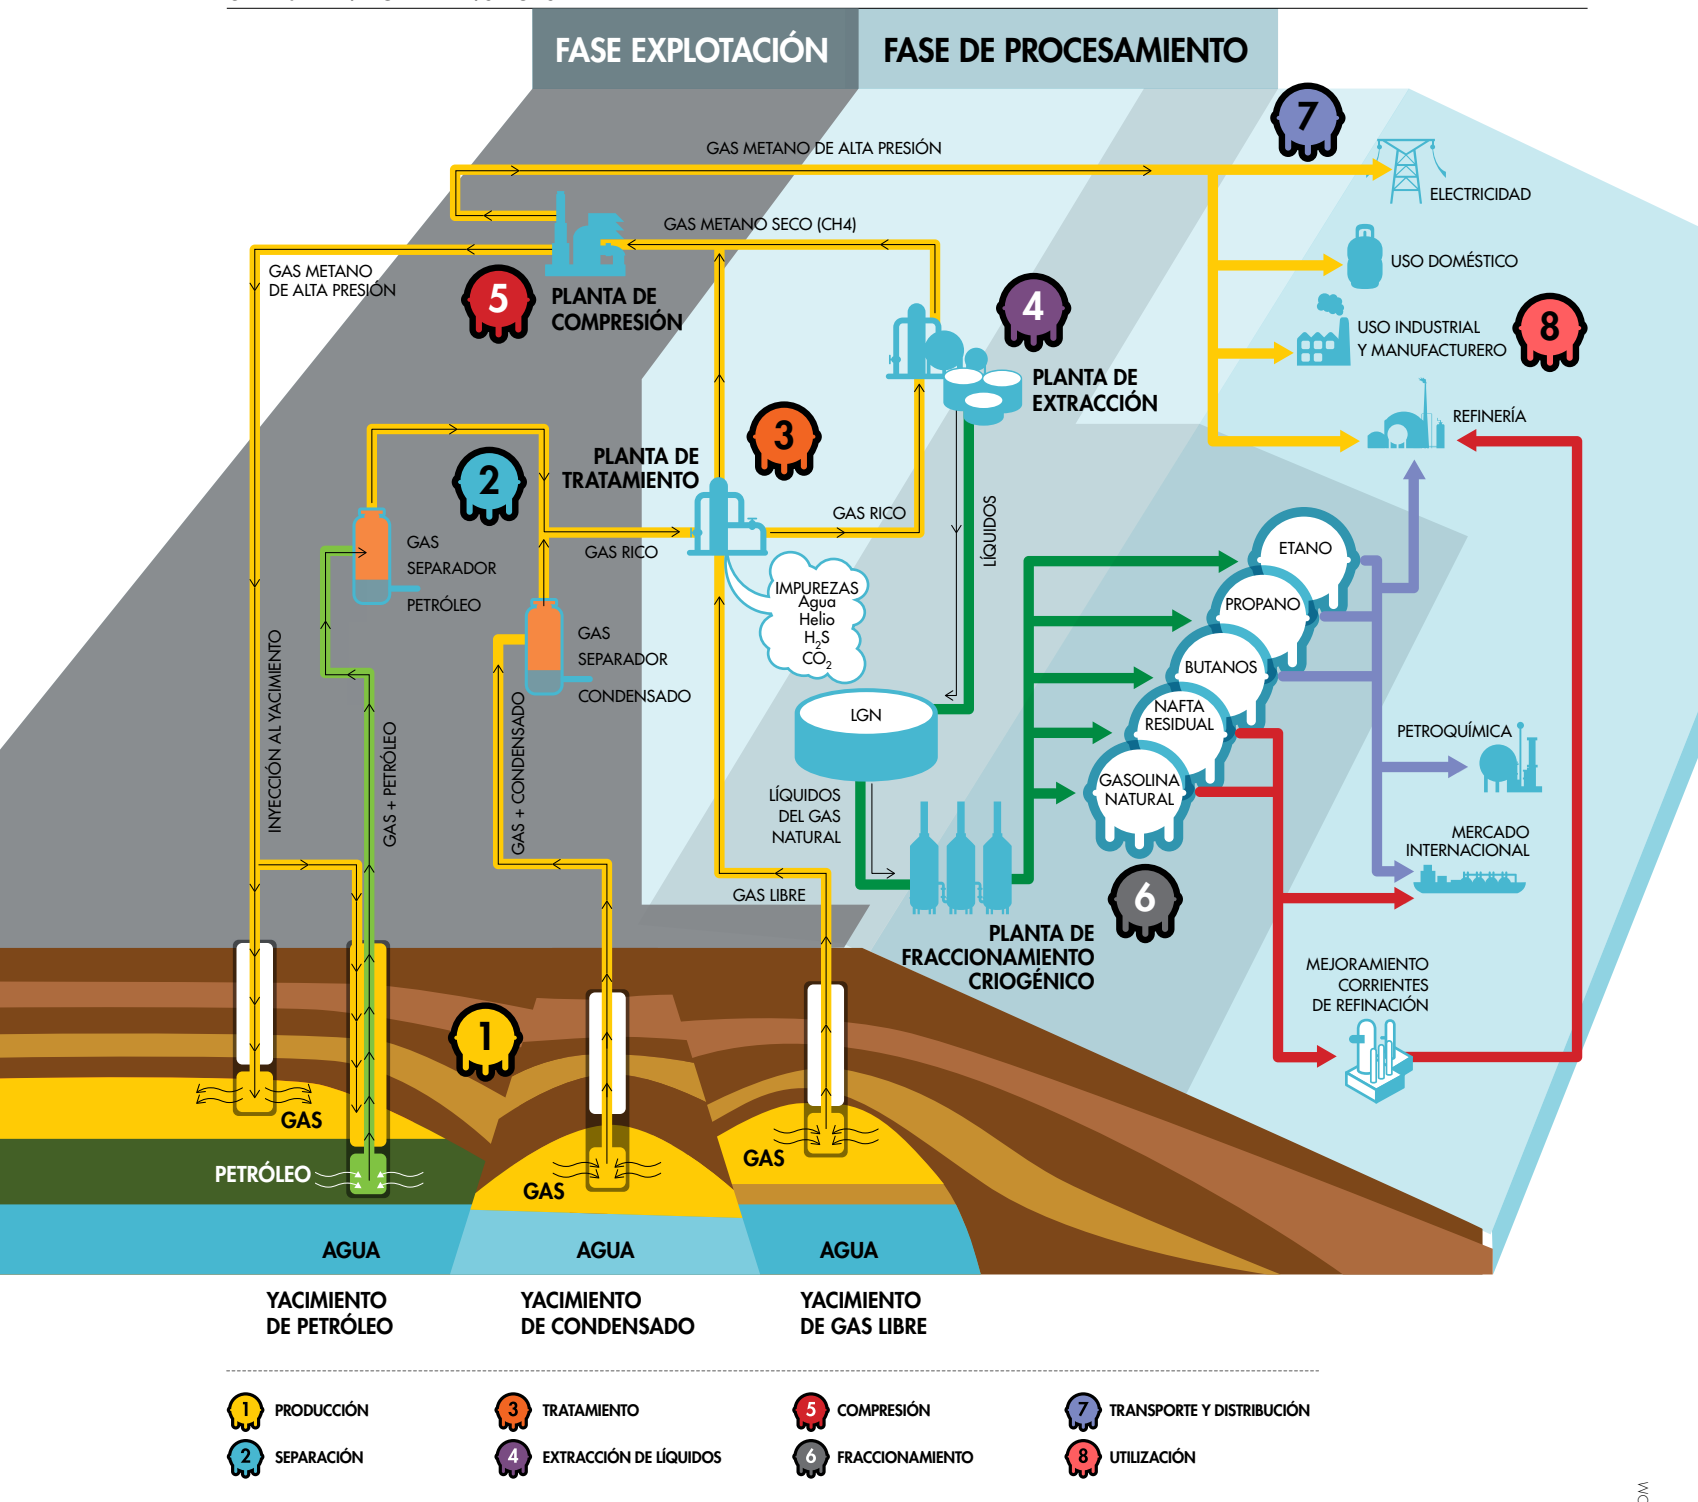 FASE EXPLOTACIÓN
FASE DE PROCESAMIENTO
7
GAS METANO DE ALTA PRESIÓN
ELECTRICIDAD
GAS METANO SECO (CH4)
USO DOMÉSTICO
GAS METANO
DE ALTA PRESIÓN
5
PLANTA DE
COMPRESIÓN
4
8
USO INDUSTRIAL
Y MANUFACTURERO
PLANTA DE
EXTRACCIÓN
REFINERÍA
3
PLANTA DE
TRATAMIENTO
2
GAS RICO
GAS RICO
LÍQUIDOS
GAS
SEPARADOR
PETRÓLEO
ETANO
PROPANO
BUTANOS
NAFTA
RESIDUAL
GASOLINA
NATURAL
IMPUREZAS
Agua
Helio
H2S
CO2
GAS
SEPARADOR
CONDENSADO
INYECCIÓN AL YACIMIENTO
GAS + PETRÓLEO
GAS + CONDENSADO
LGN
PETROQUÍMICA
LÍQUIDOS
DEL GAS
NATURAL
MERCADO
INTERNACIONAL
GAS LIBRE
6
PLANTA DE
FRACCIONAMIENTO
CRIOGÉNICO
MEJORAMIENTO
CORRIENTES
DE REFINACIÓN
1
GAS
PETRÓLEO
GAS
GAS
AGUA
AGUA
AGUA
YACIMIENTO
DE PETRÓLEO
YACIMIENTO
DE CONDENSADO
YACIMIENTO
DE GAS LIBRE
1 PRODUCCIÓN
3 TRATAMIENTO
5 COMPRESIÓN
7 TRANSPORTE Y DISTRIBUCIÓN
2 SEPARACIÓN
4 EXTRACCIÓN DE LÍQUIDOS
6 FRACCIONAMIENTO
8 UTILIZACIÓN